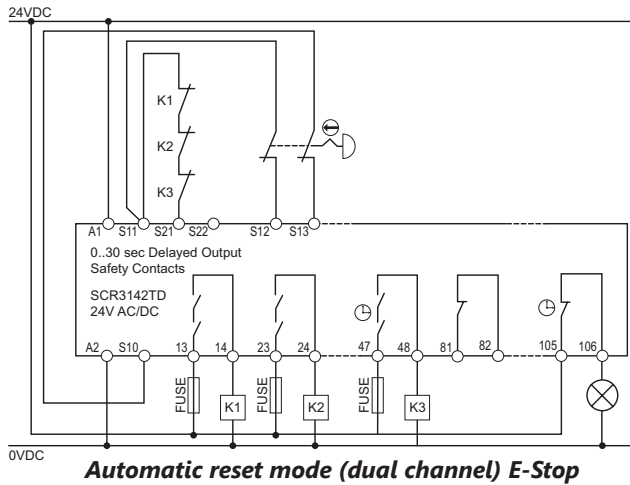 24VDC
K1
K2
K3
A1 S11 S21 S22 S12 S13
0..30 sec Delayed Output
Safety Contacts
SCR3142TD
24V AC/DC
A2 S10 13 14 23 24 47 48 81 82 105 106
FUSE K1 FUSE K2 FUSE K3
0VDC
Automatic reset mode (dual channel) E-Stop